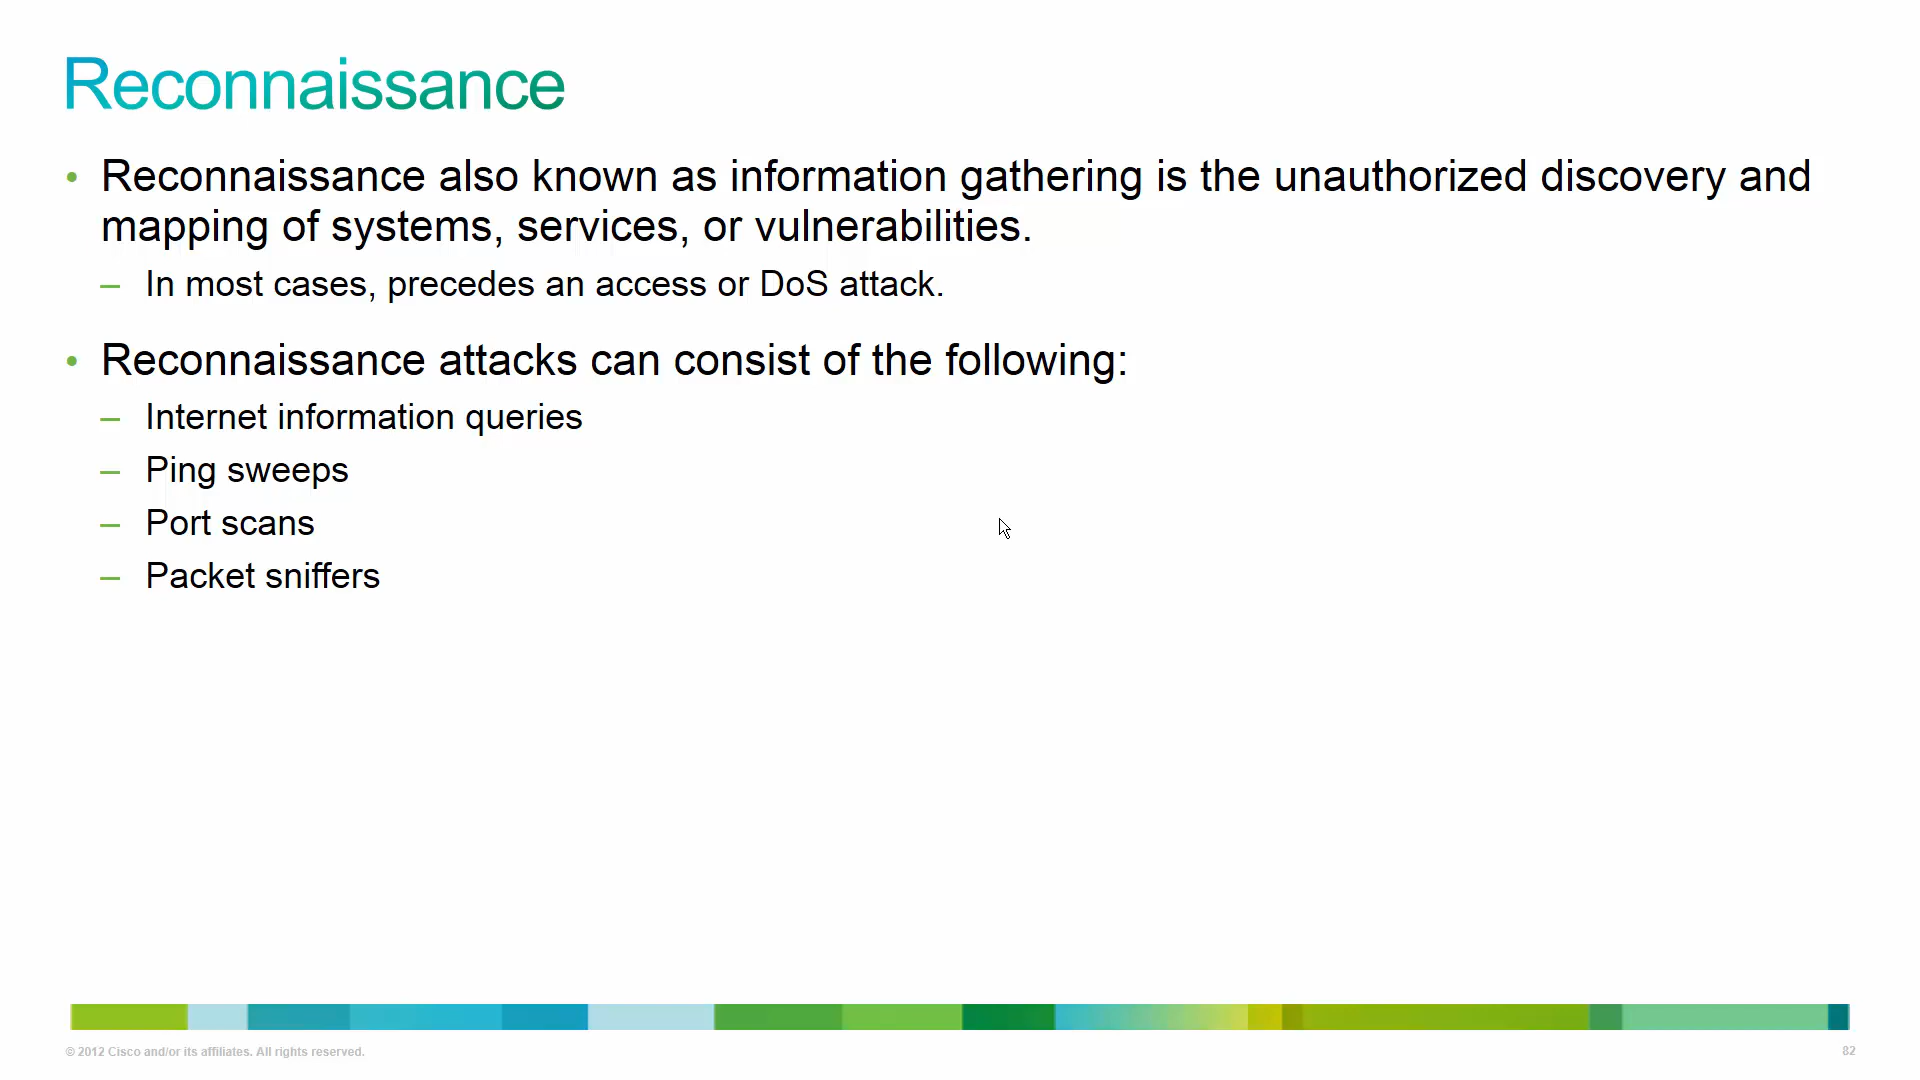 Reconnaissance
• Reconnaissance also known as information gathering is the unauthorized discovery and
mapping of systems, services, or vulnerabilities.
– In most cases, precedes an access or DoS attack.
• Reconnaissance attacks can consist of the following:
– Internet information queries
– Ping sweeps
– Port scans
– Packet sniffers
© 2012 Cisco and/or its affiliates. All rights reserved.
82